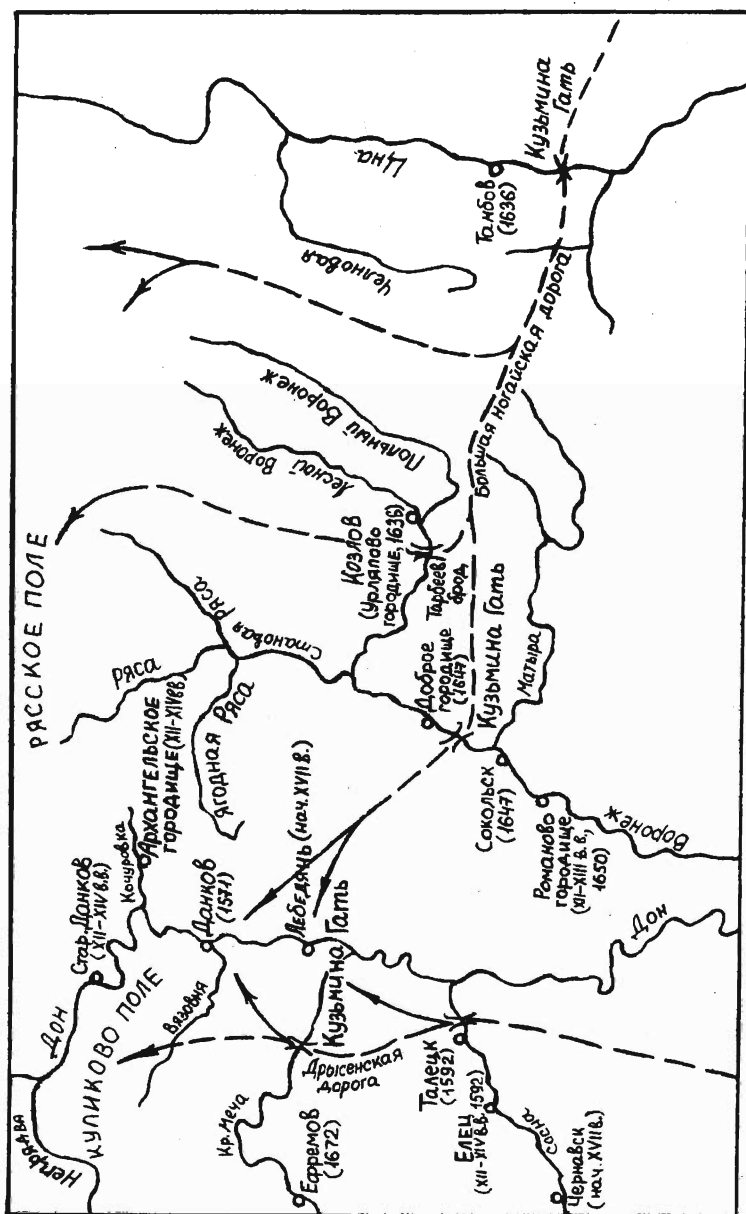 РЯССКОЕ ПОЛЕ
КУЛИКОВО ПОЛЕ
Непрядва
Дон
Стар. Данков
(XII-XIV в.в.)
Кочуровка
Архангельское
городище (XII-XIV вв)
Ряса
Ягодная Ряса
Становая Ряса
Вязовня
Данков
(1571)
Лебедянь (нач. XVII в.)
Кузьмина Гать
Кр. Меча
Ефремов
(1672)
Дрысенская
дорога
Талецк
(1592)
Елец
(XII-XIV в.в. 1592)
Сосна
Чернавск
(нач. XVII в.)
Дон
Козлов
(Урляпово
городище, 1636)
Тарбеев
брод
Лесной Воронеж
Польный Воронеж
Доброе
городище
(1647)
Кузьмина Гать
Матыра
Сокольск
(1647)
Романово
городище
(XII-XIII в.в.,
1650)
Воронеж
Челновая
Цна
Тамбов
(1636)
Кузьмина
Гать
Большая ногайская дорога